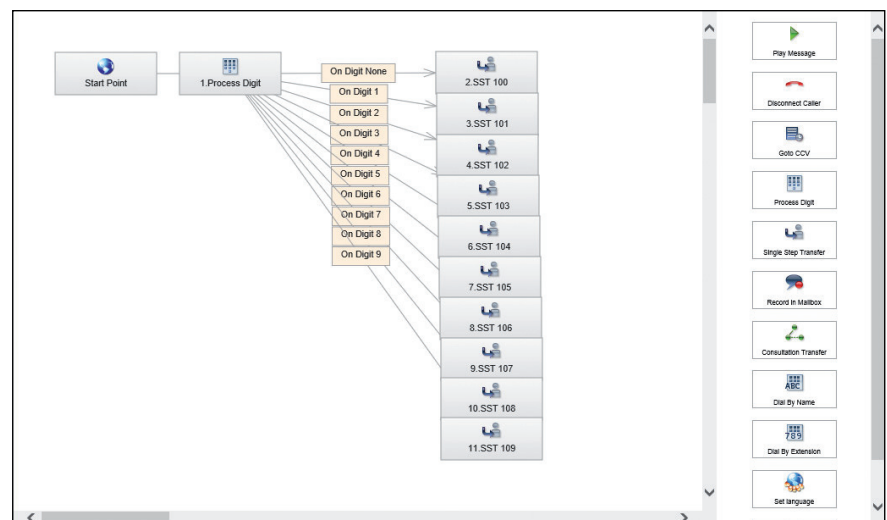 Start Point
1.Process Digit
On Digit None
On Digit 1
On Digit 2
On Digit 3
On Digit 4
On Digit 5
On Digit 6
On Digit 7
On Digit 8
On Digit 9
2.SST 100
3.SST 101
4.SST 102
5.SST 103
6.SST 104
7.SST 105
8.SST 106
9.SST 107
10.SST 108
11.SST 109
Play Message
Disconnect Caller
Goto CCV
Process Digit
Single Step Transfer
Record In Mailbox
Consultation Transfer
ABC
Dial By Name
789
Dial By Extension
Set language